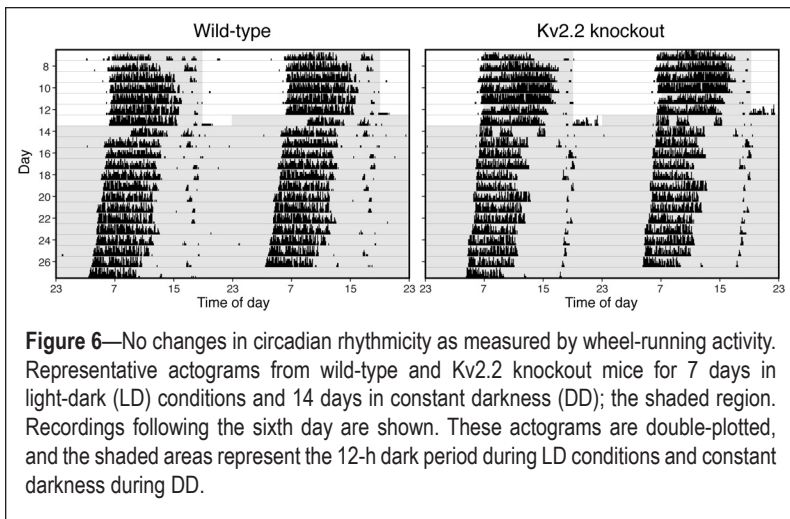 Wild-type
Kv2.2 knockout
Day
8
10
12
14
16
18
20
22
24
26
23 7 15 23 7 15 23
23 7 15 23 7 15 23
Time of day
Time of day
Figure 6—No changes in circadian rhythmicity as measured by wheel-running activity.
Representative actograms from wild-type and Kv2.2 knockout mice for 7 days in
light-dark (LD) conditions and 14 days in constant darkness (DD); the shaded region.
Recordings following the sixth day are shown. These actograms are double-plotted,
and the shaded areas represent the 12-h dark period during LD conditions and constant
darkness during DD.